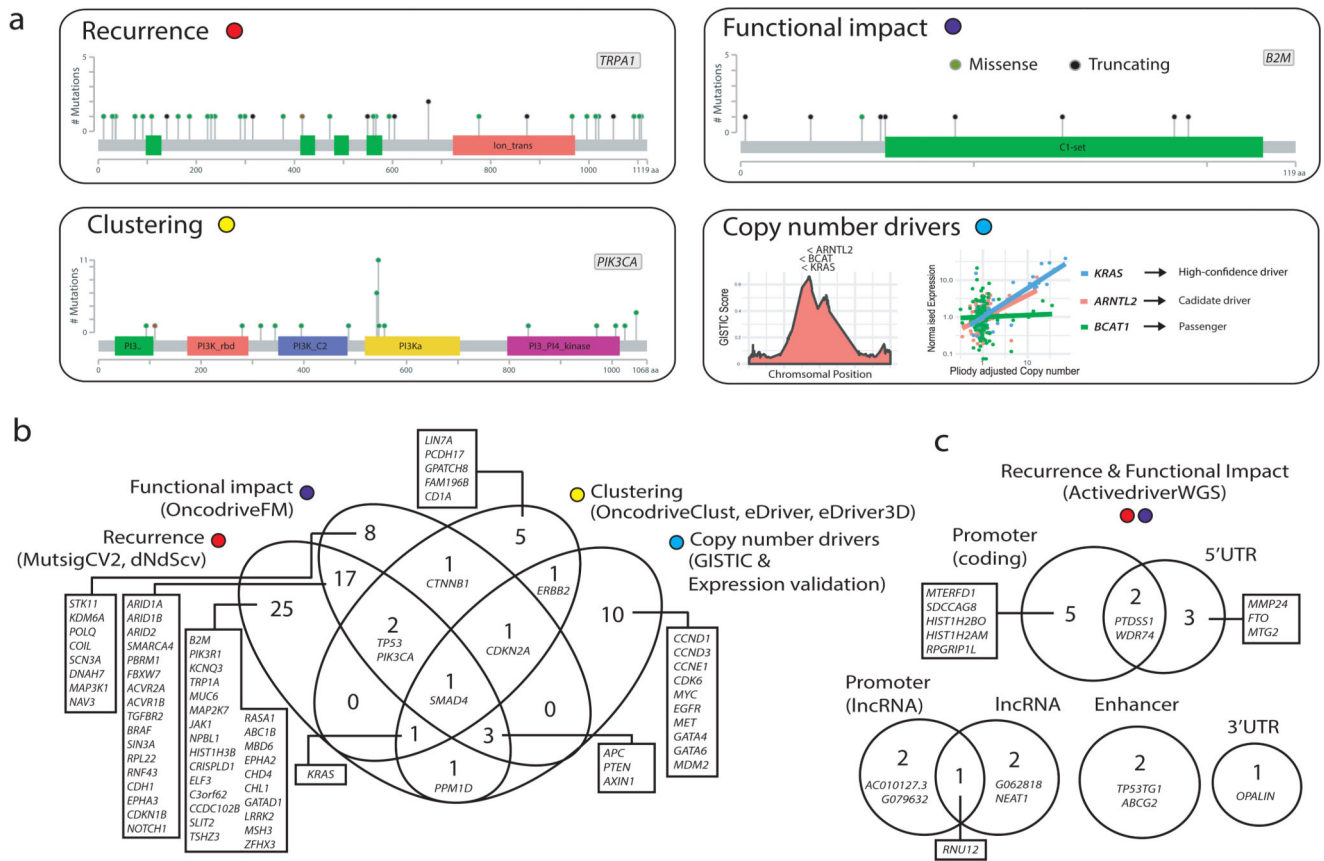 a
Recurrence
TRPA1
# Mutations
5
0
Ion_trans
0
200
400
600
800
1000
1119 aa
Functional impact
B2M
Missense
Truncating
# Mutations
5
0
C1-set
0
119 aa
Clustering
PIK3CA
# Mutations
11
0
PI3_
PI3K_rbd
PI3K_C2
PI3Ka
PI3_PI4_kinase
0
200
400
600
800
1000
1068 aa
Copy number drivers
< ARNTL2
< BCAT
< KRAS
GISTIC Score
Chromsomal Position
Normaised Expression
10.0
1.0
0.1
10
Pliody adjusted Copy number
KRAS → High-confidence driver
ARNTL2 → Cadidate driver
BCAT1 → Passenger
b
Functional impact
(OncodriveFM)
Recurrence
(MutsigCV2, dNdScv)
Clustering
(OncodriveClust, eDriver, eDriver3D)
Copy number drivers
(GISTIC &
Expression validation)
LIN7A
PCDH17
GPATCH8
FAM196B
CD1A
8
5
1
CTNNB1
1
ERBB2
17
25
10
2
TP53
PIK3CA
1
CDKN2A
1
SMAD4
0
0
1
3
1
PPM1D
STK11
KDM6A
POLQ
COIL
SCN3A
DNAH7
MAP3K1
NAV3
ARID1A
ARID1B
ARID2
SMARCA4
PBRM1
FBXW7
ACVR2A
ACVR1B
TGFBR2
BRAF
SIN3A
RPL22
RNF43
CDH1
EPHA3
CDKN1B
NOTCH1
B2M
PIK3R1
KCNQ3
TRP1A
MUC6
MAP2K7
JAK1
NPBL1
HIST1H3B
CRISPLD1
ELF3
C3orf62
CCDC102B
SLIT2
TSHZ3
RASA1
ABC1B
MBD6
EPHA2
CHD4
CHL1
GATAD1
LRRK2
MSH3
ZFHX3
KRAS
APC
PTEN
AXIN1
CCND1
CCND3
CCNE1
CDK6
MYC
EGFR
MET
GATA4
GATA6
MDM2
c
Recurrence & Functional Impact
(ActivedriverWGS)
Promoter
(coding)
5'UTR
MTERFD1
SDCCAG8
HIST1H2BO
HIST1H2AM
RPGRIP1L
5
2
PTDSS1
WDR74
3
MMP24
FTO
MTG2
Promoter
(lncRNA)
lncRNA
2
AC010127.3
G079632
1
2
G062818
NEAT1
RNU12
Enhancer
2
TP53TG1
ABCG2
3'UTR
1
OPALIN